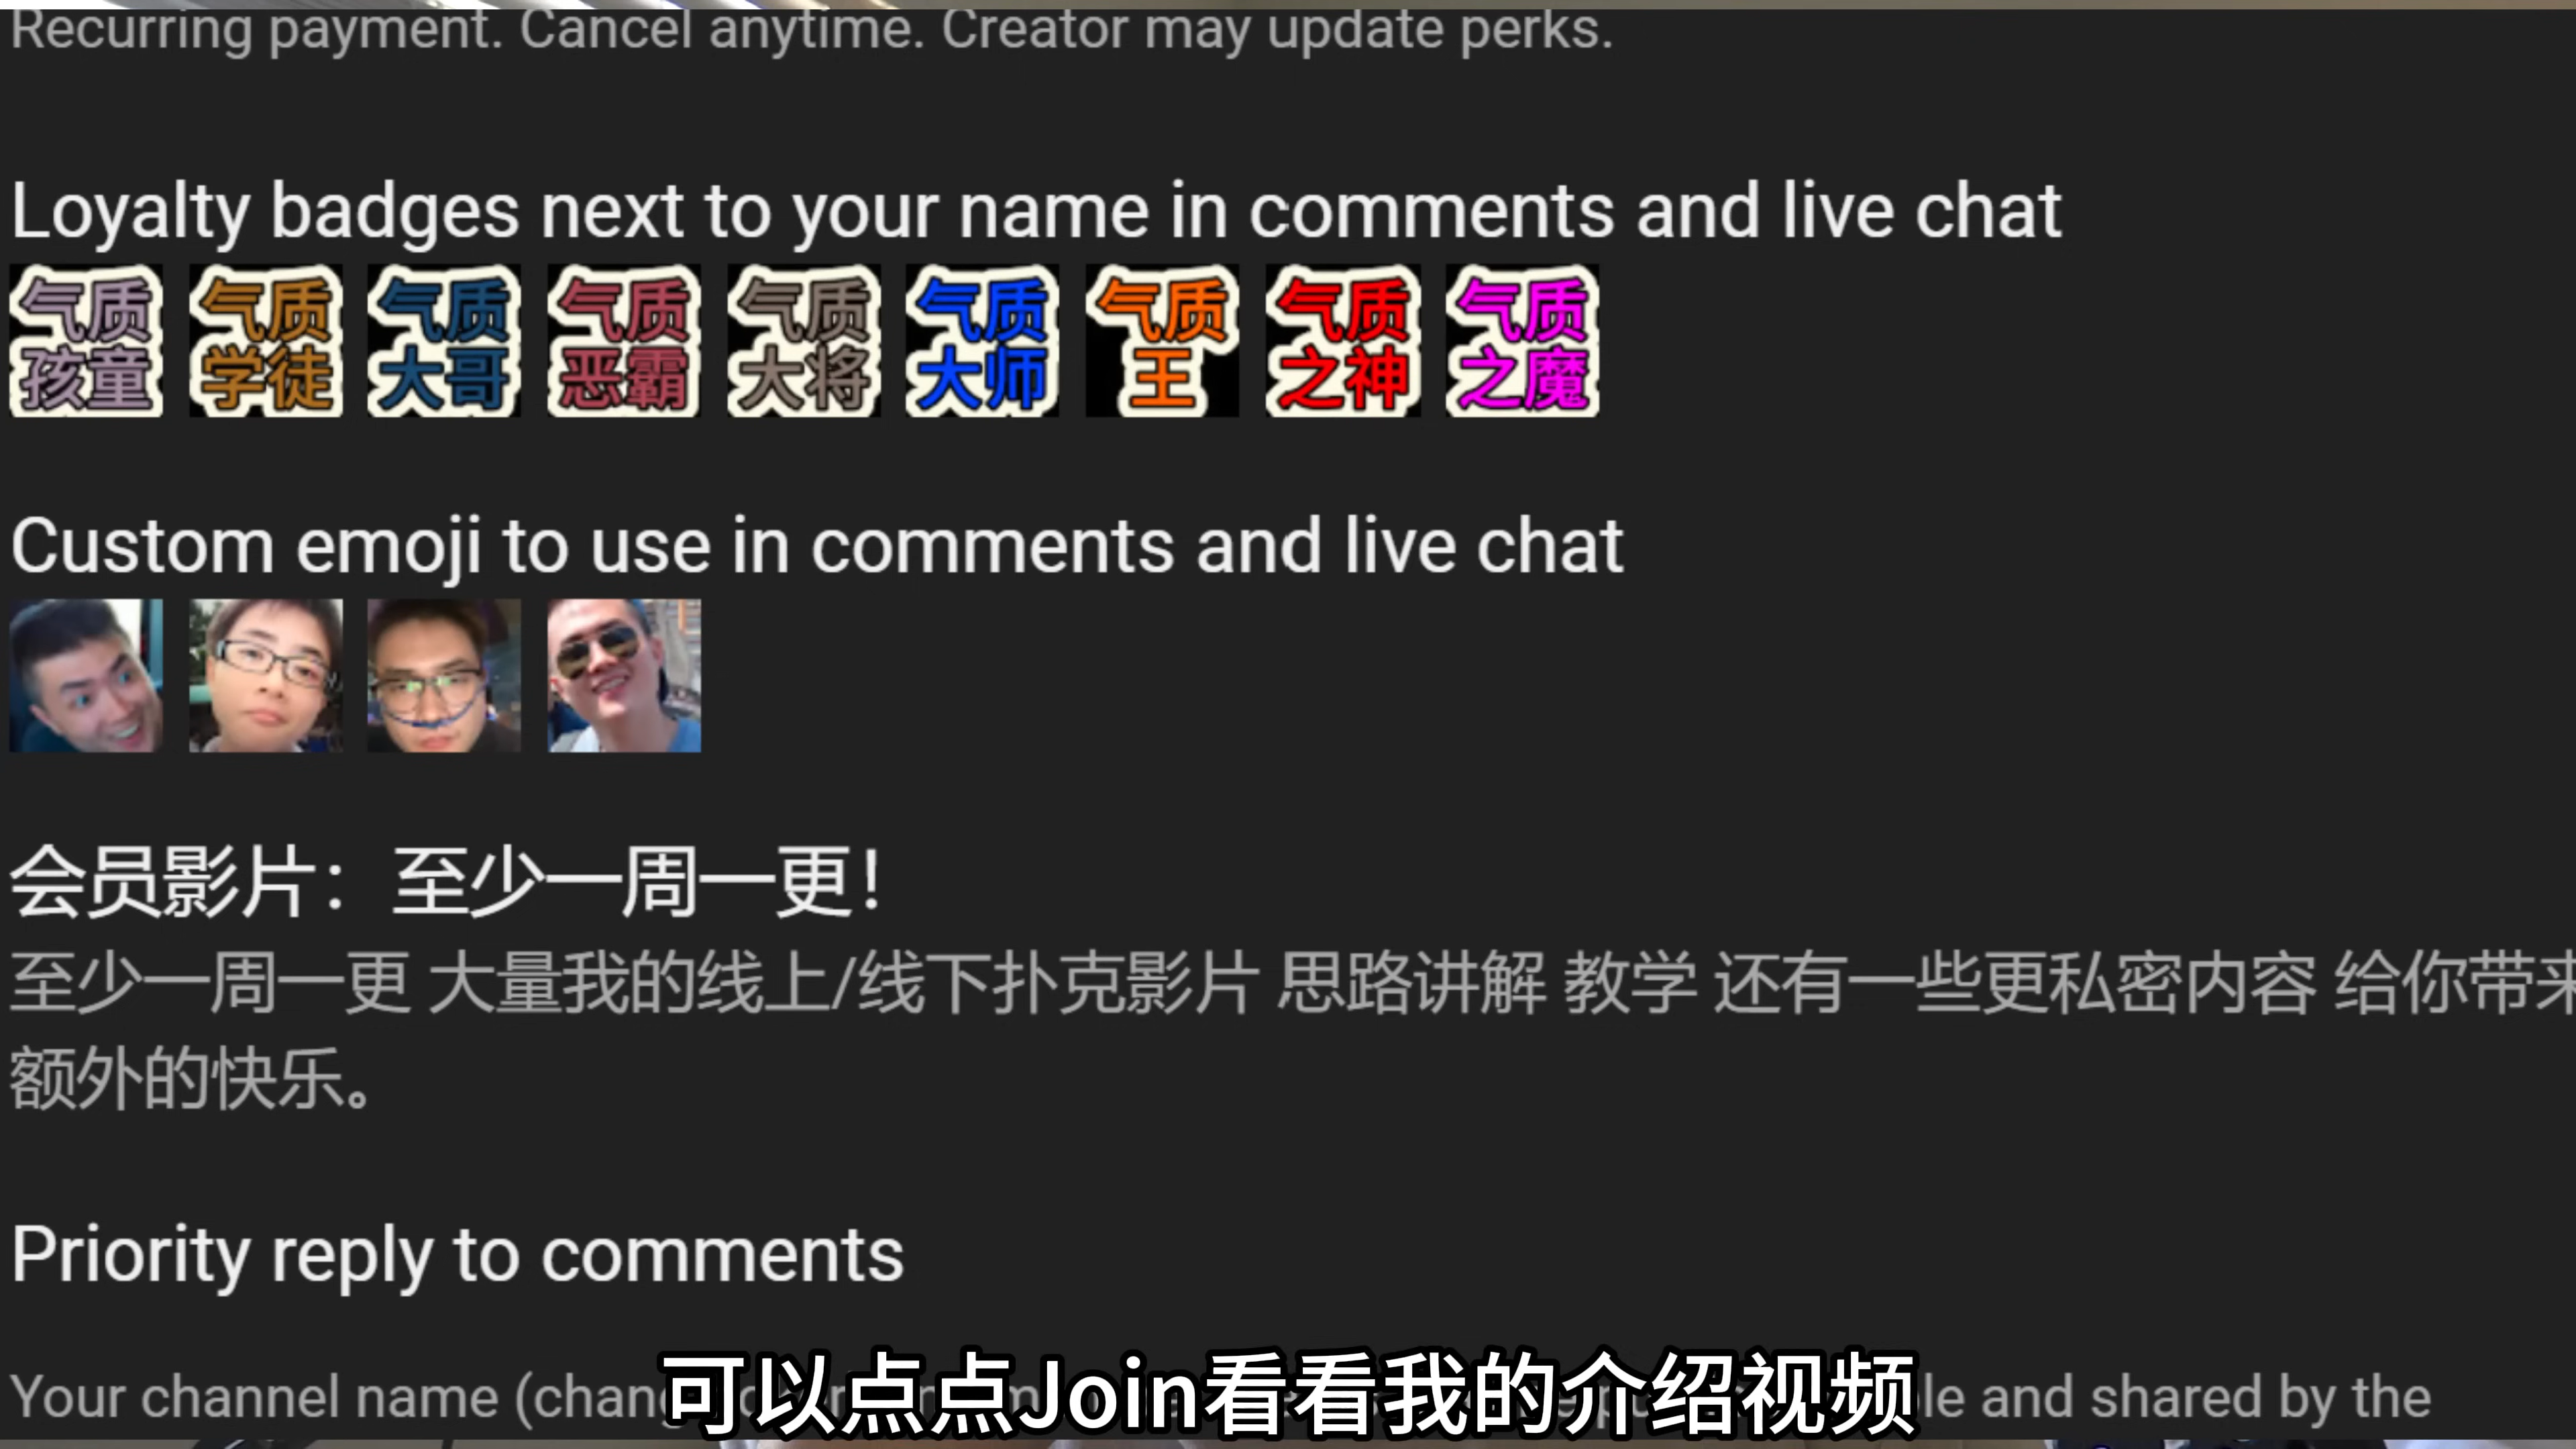 Recurring payment. Cancel anytime. Creator may update perks.
Loyalty badges next to your name in comments and live chat
气质 气质 气质 气质 气质 气质 气质 气质 气质
孩童 学徒 大哥 恶霸 大将 大师 王 之神 之魔
Custom emoji to use in comments and live chat
会员影片：至少一周一更！
至少一周一更 大量我的线上/线下扑克影片 思路讲解 教学 还有一些更私密内容 给你带来
额外的快乐。
Priority reply to comments
可以点点Join看看我的介绍视频
Your channel name and shared by the